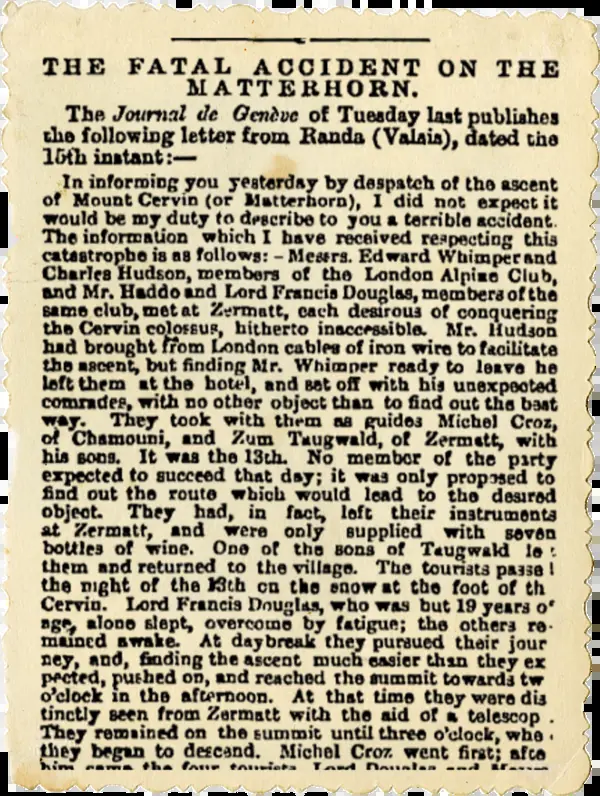 THE FATAL ACCIDENT ON THE
MATTERHORN.
The Journal de Genève of Tuesday last publishes
the following letter from Randa (Valais), dated the
15th instant:—
In informing you yesterday by despatch of the ascent
of Mount Cervin (or Matterhorn), I did not expect it
would be my duty to describe to you a terrible accident.
The information which I have received respecting this
catastrophe is as follows: - Messrs. Edward Whimper and
Charles Hudson, members of the London Alpine Club,
and Mr. Haddo and Lord Francis Douglas, members of the
same club, met at Zermatt, each desirous of conquering
the Cervin colossus, hitherto inaccessible. Mr. Hudson
had brought from London cables of iron wire to facilitate
the ascent, but finding Mr. Whimper ready to leave he
left them at the hotel, and set off with his unexpected
comrades, with no other object than to find out the best
way. They took with them as guides Michel Croz,
of Chamouni, and Zum Taugwald, of Zermatt, with
his sons. It was the 13th. No member of the party
expected to succeed that day; it was only proposed to
find out the route which would lead to the desired
object. They had, in fact, left their instruments
at Zermatt, and were only supplied with seven
bottles of wine. One of the sons of Taugwald le
them and returned to the village. The tourists passe
the night of the 13th on the snow at the foot of th
Cervin. Lord Francis Douglas, who was but 19 years o'
age, alone slept, overcome by fatigue; the others re-
mained awake. At daybreak they pursued their jour
ney, and, finding the ascent much easier than they ex
pected, pushed on, and reached the summit towards tw
o'clock in the afternoon. At that time they were dis
tinctly seen from Zermatt with the aid of a telescop .
They remained on the summit until three o'clock, whe
they began to descend. Michel Croz went first; afte
him came the four tourists, Lord Douglas and